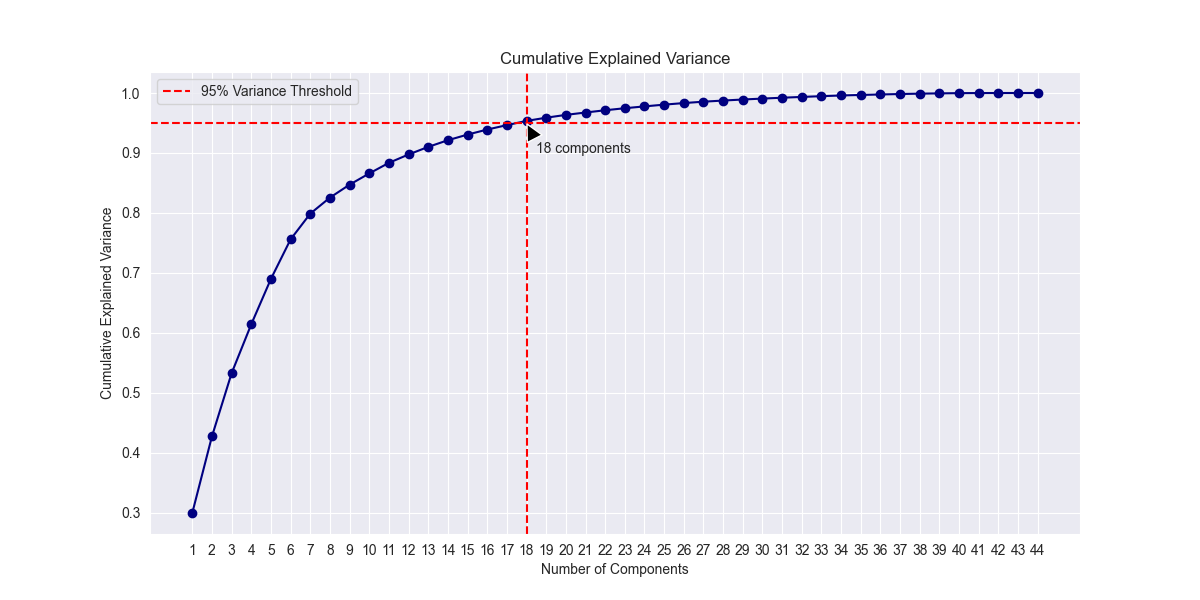 Cumulative Explained Variance
95% Variance Threshold
1.0
0.9
0.8
0.7
0.6
0.5
0.4
0.3
Cumulative Explained Variance
18 components
1 2 3 4 5 6 7 8 9 10 11 12 13 14 15 16 17 18 19 20 21 22 23 24 25 26 27 28 29 30 31 32 33 34 35 36 37 38 39 40 41 42 43 44
Number of Components